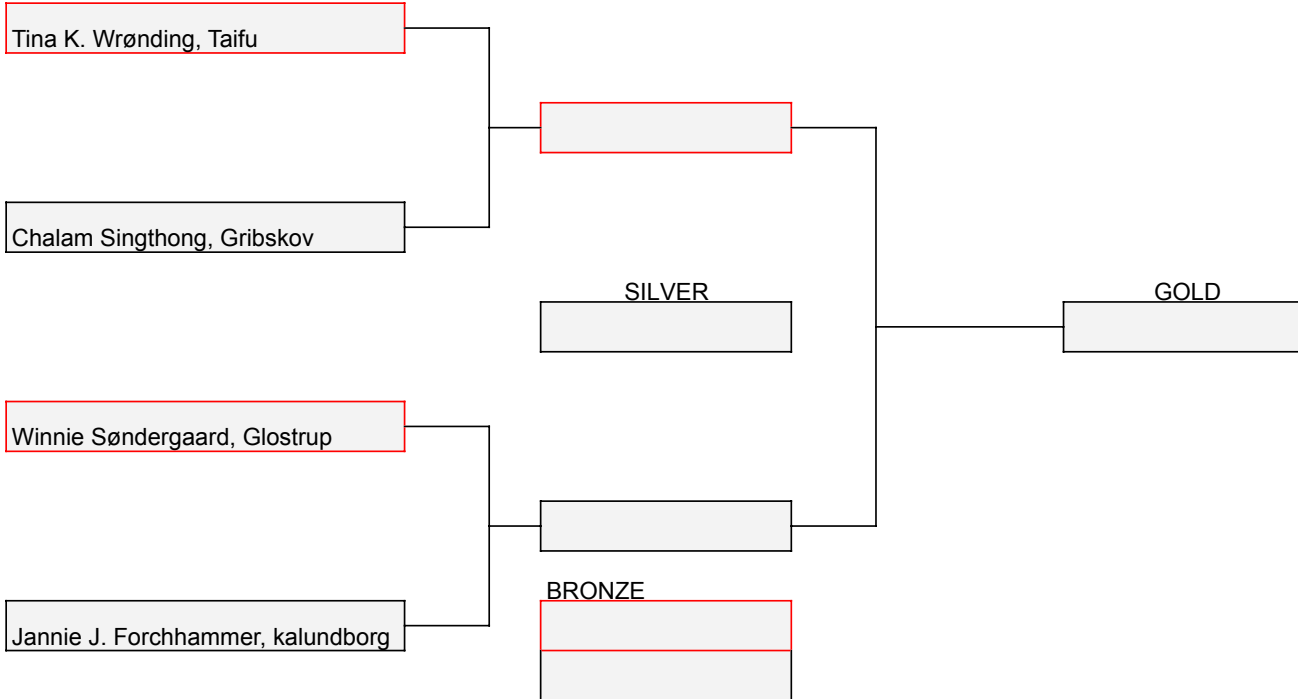 Tina K. Wrønding, Taifu
Chalam Singthong, Gribskov
SILVER
GOLD
Winnie Søndergaard, Glostrup
BRONZE
Jannie J. Forchhammer, kalundborg